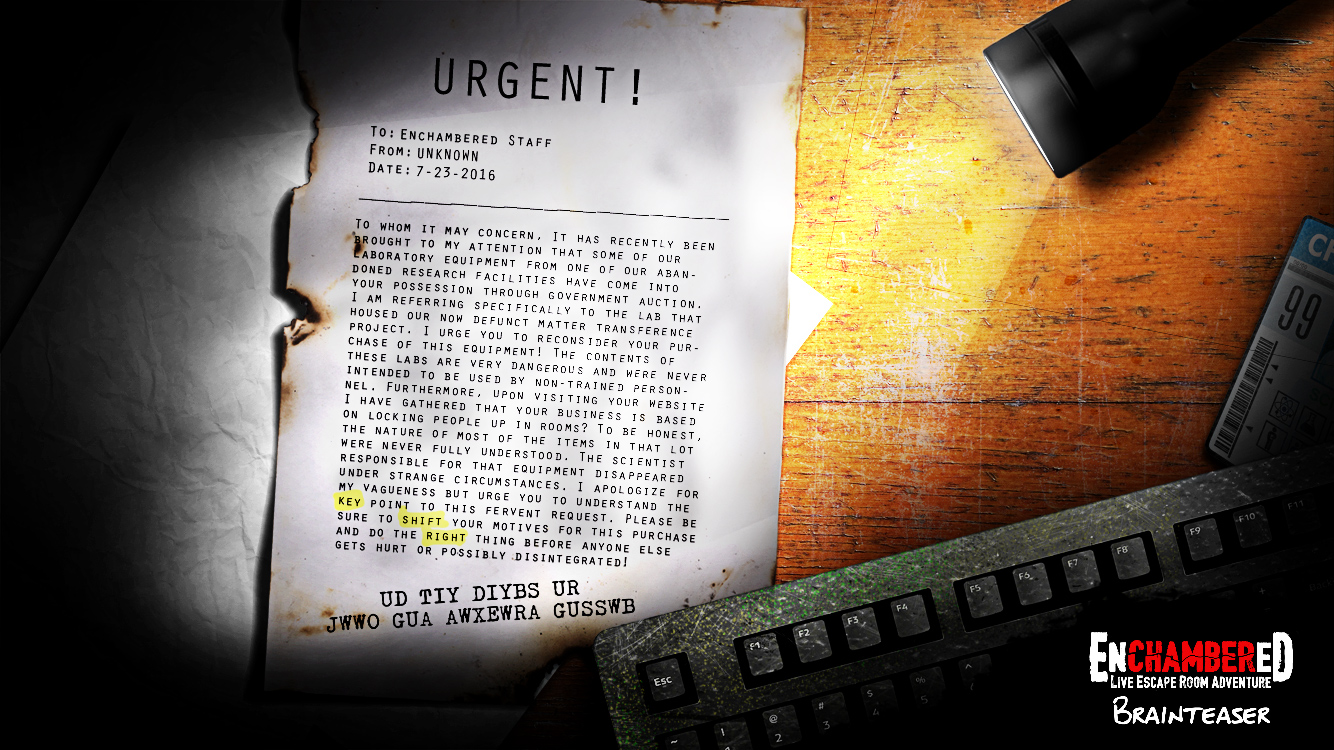 URGENT!
To: Enchambered Staff
From: UNKNOWN
Date: 7-23-2016
To whom it may concern, It has recently been
brought to my attention that some of our
laboratory equipment from one of our aban-
doned research facilities have come into
your possession through government auction.
I am referring specifically to the lab that
housed our now defunct matter transference
project. I urge you to reconsider your pur-
chase of this equipment! The contents of
these labs are very dangerous and were never
intended to be used by non-trained person-
nel. Furthermore, upon visiting your website
I have gathered that your business is based
on locking people up in rooms? To be honest,
the nature of most of the items in that lot
were never fully understood. The scientist
responsible for that equipment disappeared
under strange circumstances. I apologize for
my vagueness but urge you to understand the
key point to this fervent request. Please be
sure to shift your motives for this purchase
and do the right thing before anyone else
gets hurt or possibly disintegrated!
UD TIY DIYBS UR
JWWO GUA AWXEWRA GUSSWB
99
Esc
F1
F2
F3
F4
F5
F6
F7
F8
F9
F10
F11
~
!
1
@
2
#
3
$
4
%
5
^
ENCHAMBERED
LIVE ESCAPE ROOM ADVENTURE
BRAINTEASER